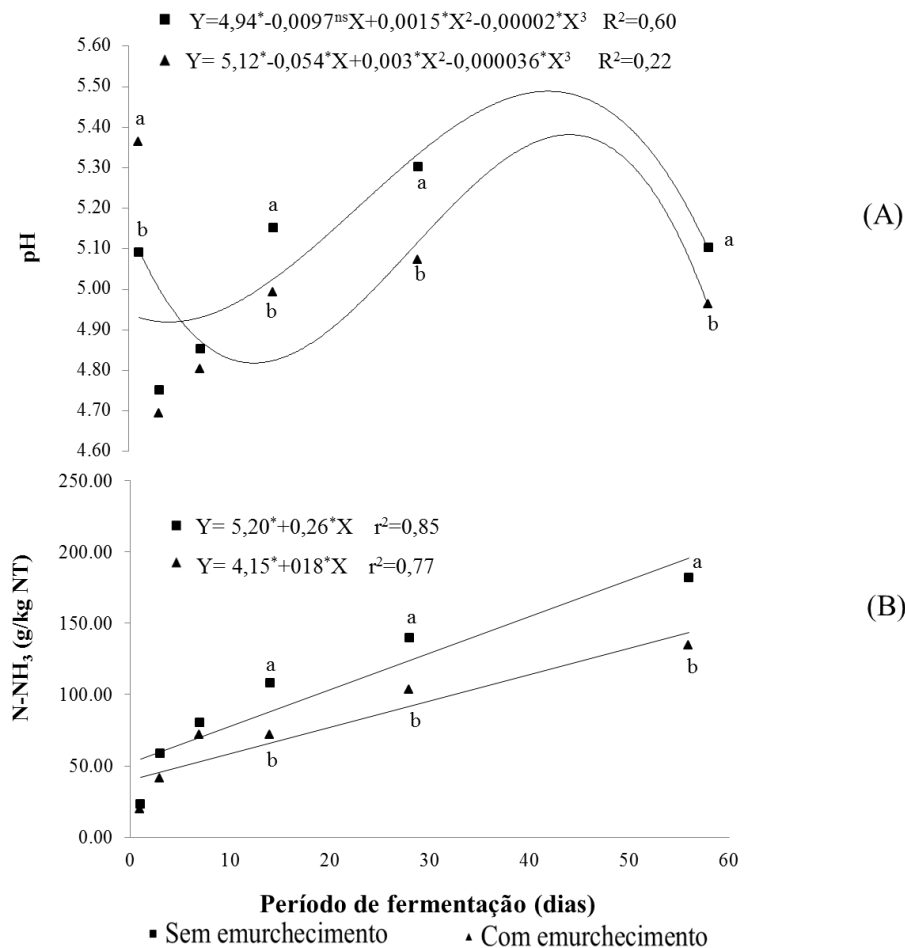 ■ Y=4,94*-0,0097ⁿˢX+0,0015*X²-0,00002*X³ R²=0,60
▲ Y= 5,12*-0,054*X+0,003*X²-0,000036*X³ R²=0,22
5.60
5.50
5.40
5.30
5.20
5.10
5.00
4.90
4.80
4.70
4.60
pH
a
b
a
b
a
b
a
b
(A)
250.00
200.00
150.00
100.00
50.00
0.00
N-NH₃ (g/kg NT)
■ Y= 5,20*+0,26*X r²=0,85
▲ Y= 4,15*+018*X r²=0,77
a
b
a
b
a
b
(B)
0 10 20 30 40 50 60
Período de fermentação (dias)
■ Sem emurchecimento ▲ Com emurchecimento